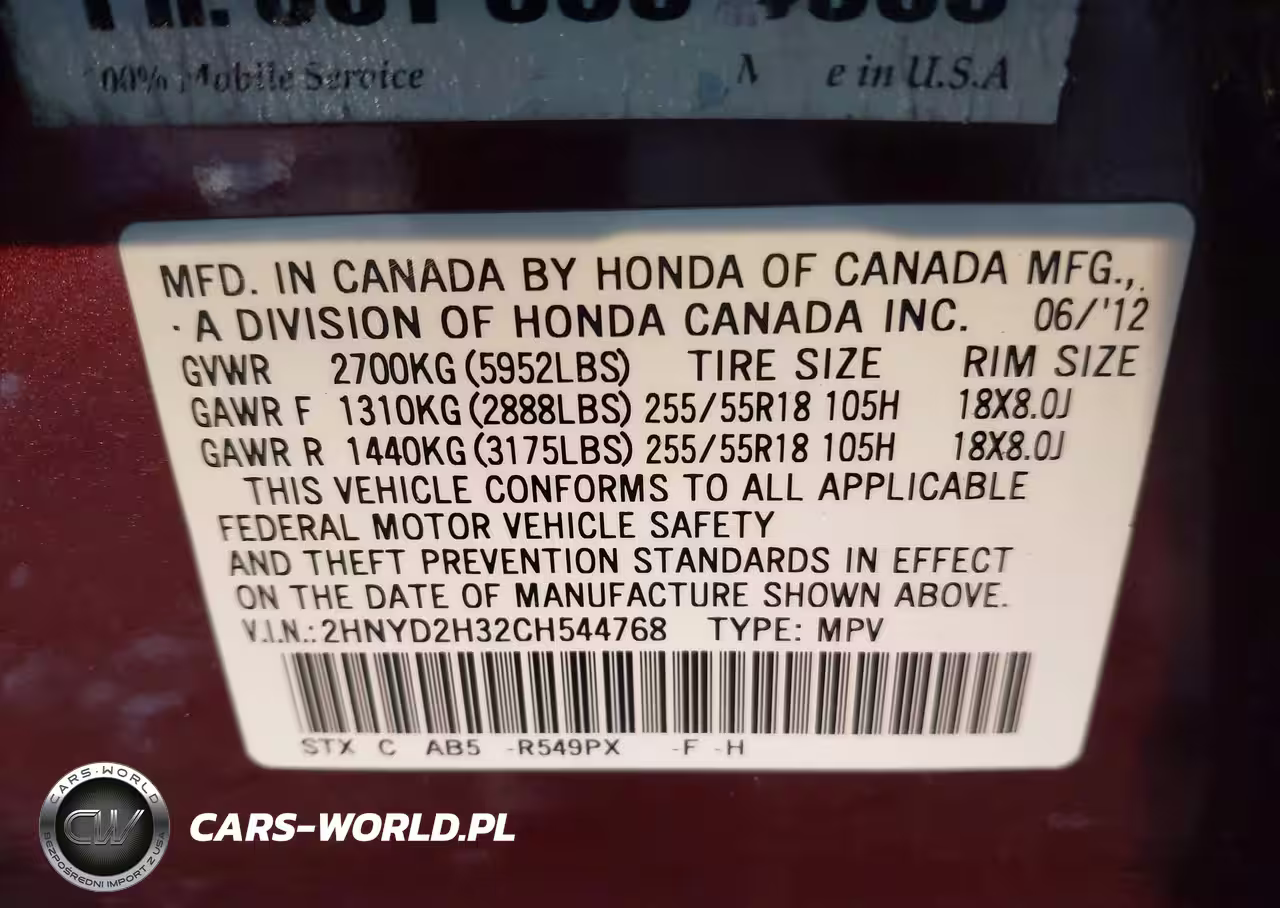 00% Mobile Service e in U.S.A
MFD. IN CANADA BY HONDA OF CANADA MFG.,
A DIVISION OF HONDA CANADA INC. 06/'12
GVWR 2700KG (5952LBS) TIRE SIZE RIM SIZE
GAWR F 1310KG (2888LBS) 255/55R18 105H 18X8.0J
GAWR R 1440KG (3175LBS) 255/55R18 105H 18X8.0J
THIS VEHICLE CONFORMS TO ALL APPLICABLE
FEDERAL MOTOR VEHICLE SAFETY
AND THEFT PREVENTION STANDARDS IN EFFECT
ON THE DATE OF MANUFACTURE SHOWN ABOVE.
V.I.N.: 2HNYD2H32CH544768 TYPE: MPV
STX C AB5 -R549PX -F -H
CARS-WORLD
CW
BEZPOŚREDNI IMPORT Z USA
CARS-WORLD.PL